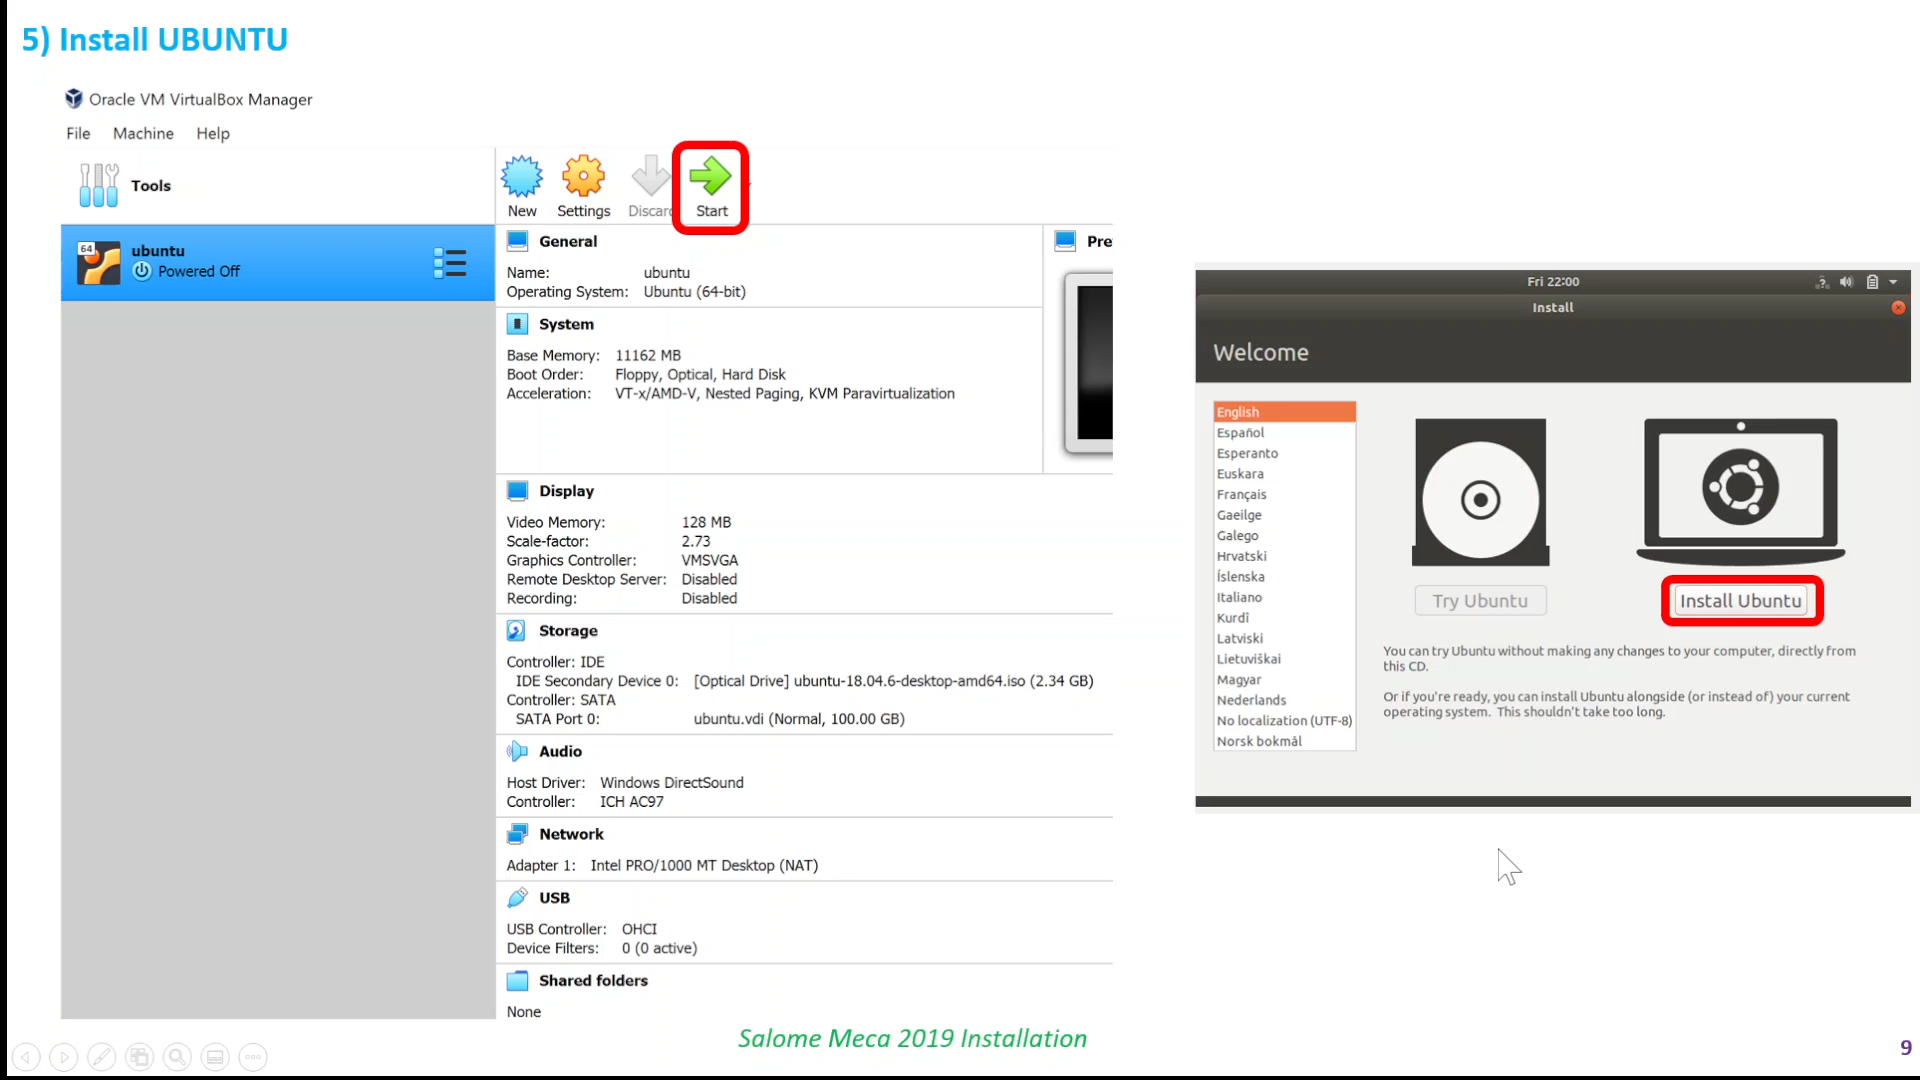 5) Install UBUNTU
Oracle VM VirtualBox Manager
File Machine Help
Tools
New Settings Discard Start
64
ubuntu
Powered Off
General
Name: ubuntu
Operating System: Ubuntu (64-bit)
Pre
System
Base Memory: 11162 MB
Boot Order: Floppy, Optical, Hard Disk
Acceleration: VT-x/AMD-V, Nested Paging, KVM Paravirtualization
Display
Video Memory: 128 MB
Scale-factor: 2.73
Graphics Controller: VMSVGA
Remote Desktop Server: Disabled
Recording: Disabled
Storage
Controller: IDE
IDE Secondary Device 0: [Optical Drive] ubuntu-18.04.6-desktop-amd64.iso (2.34 GB)
Controller: SATA
SATA Port 0: ubuntu.vdi (Normal, 100.00 GB)
Audio
Host Driver: Windows DirectSound
Controller: ICH AC97
Network
Adapter 1: Intel PRO/1000 MT Desktop (NAT)
USB
USB Controller: OHCI
Device Filters: 0 (0 active)
Shared folders
None
Fri 22:00
Install
Welcome
English
Español
Esperanto
Euskara
Français
Gaeilge
Galego
Hrvatski
Íslenska
Italiano
Kurdî
Latviski
Lietuviškai
Magyar
Nederlands
No localization (UTF-8)
Norsk bokmål
Try Ubuntu
Install Ubuntu
You can try Ubuntu without making any changes to your computer, directly from
this CD.
Or if you're ready, you can install Ubuntu alongside (or instead of) your current
operating system. This shouldn't take too long.
Salome Meca 2019 Installation
9